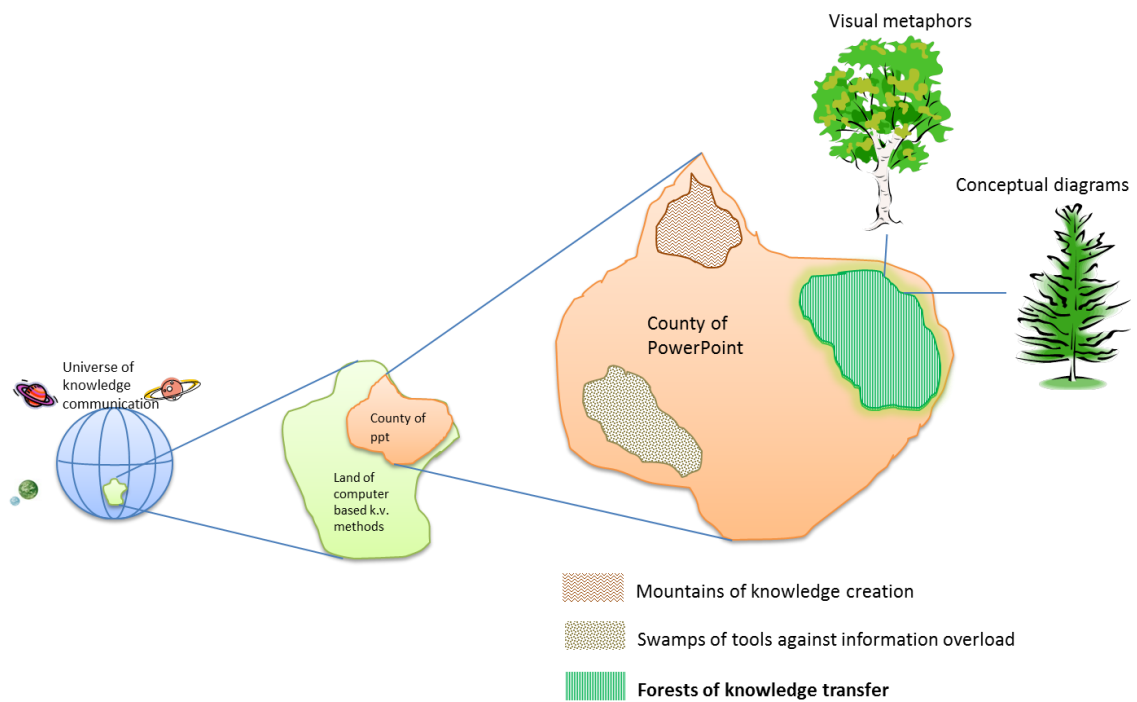 Visual metaphors
Conceptual diagrams
County of
PowerPoint
Universe of
knowledge
communication
County of
ppt
Land of
computer
based k.v.
methods
Mountains of knowledge creation
Swamps of tools against information overload
Forests of knowledge transfer